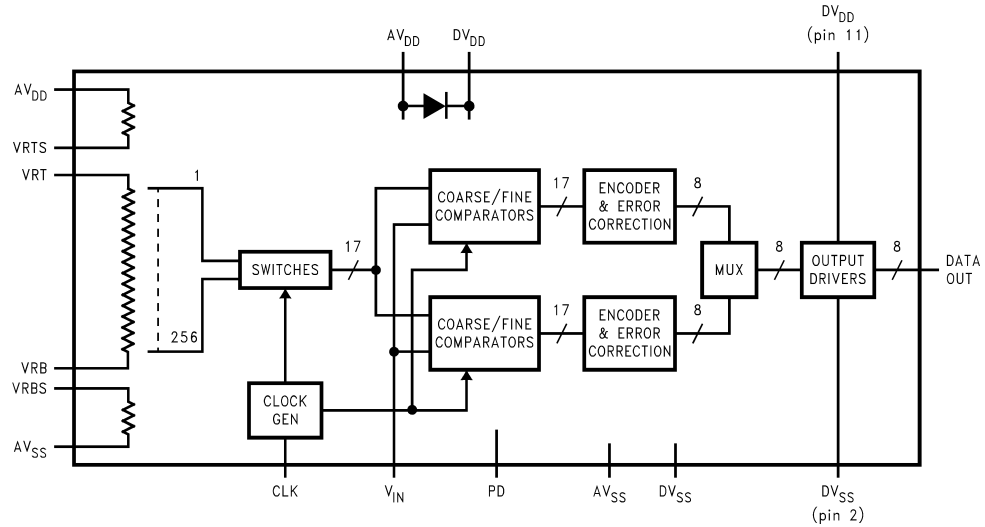 AVDD DVDD DVDD
(pin 11)
AVDD
VRTS
VRT
1
256
VRB
VRBS
AVSS
SWITCHES
17
CLOCK
GEN
COARSE/FINE
COMPARATORS
17
ENCODER
& ERROR
CORRECTION
8
COARSE/FINE
COMPARATORS
17
ENCODER
& ERROR
CORRECTION
8
MUX
8
OUTPUT
DRIVERS
8
DATA
OUT
CLK
VIN
PD
AVSS
DVSS
DVSS
(pin 2)